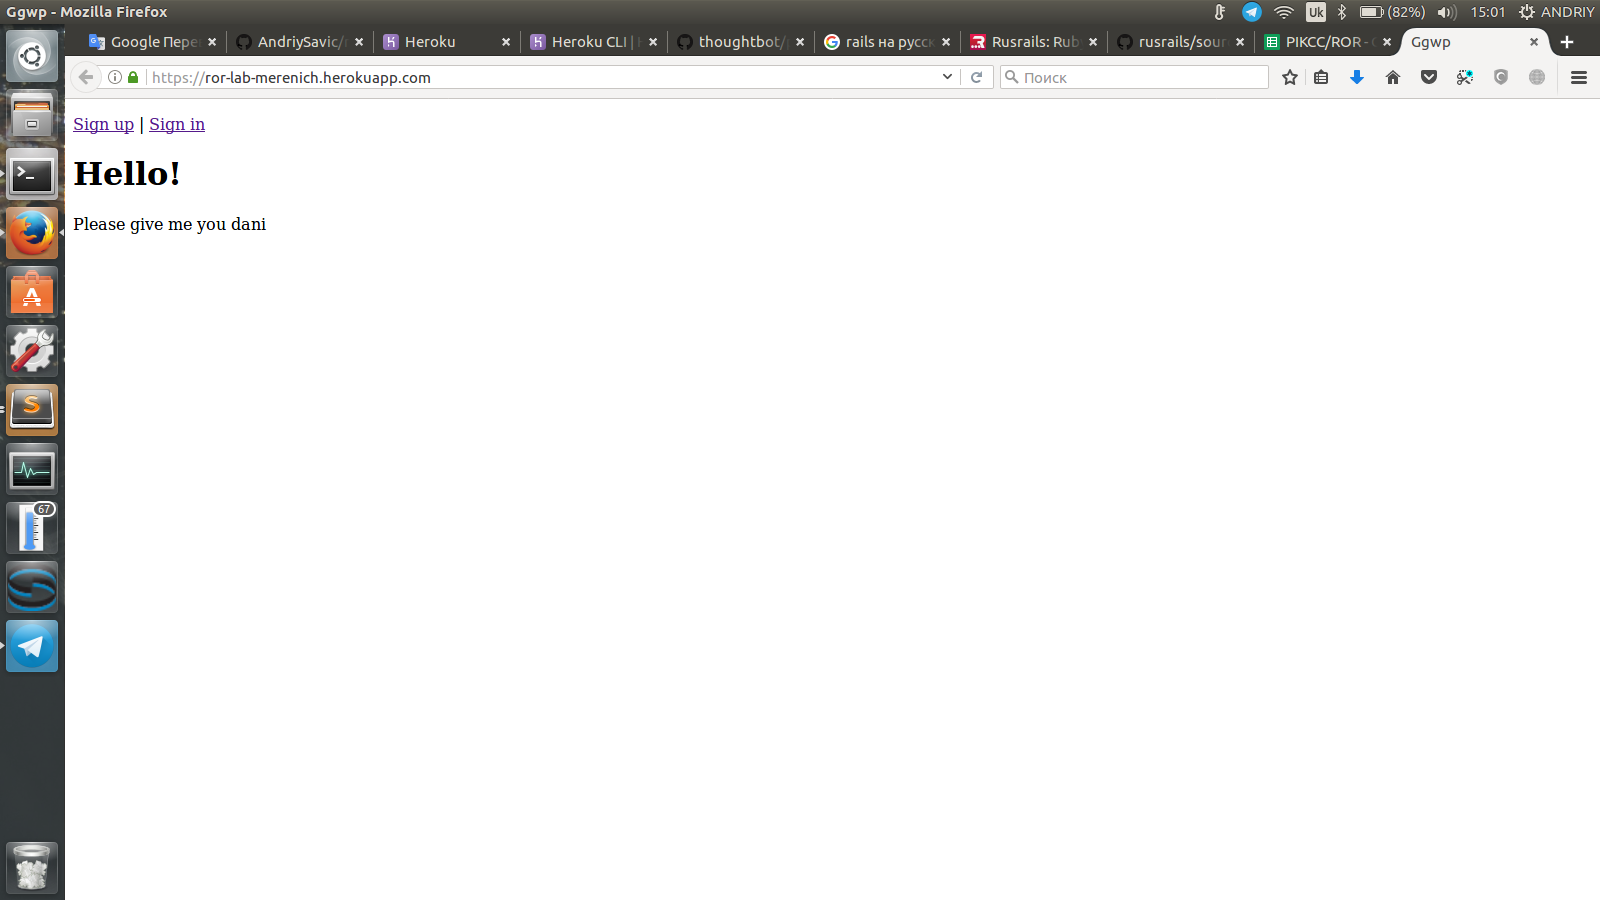 Ggwp - Mozilla Firefox
Uk (82%) 15:01 ANDRIY
Google Пере AndriySavic/ Heroku Heroku CLI | thoughtbot/ rails на русск Rusrails: Rub rusrails/sour PIKCC/ROR - Ggwp
https://ror-lab-merenich.herokuapp.com Поиск
Sign up | Sign in
Hello!
Please give me you dani
67